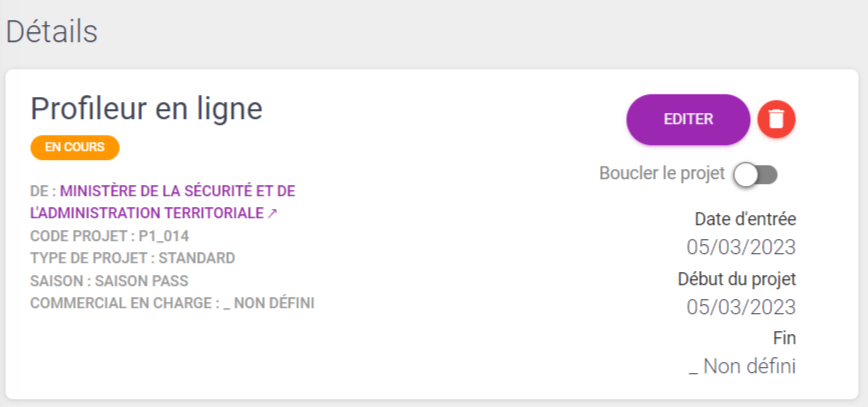 Détails
Profileur en ligne
EN COURS
DE : MINISTÈRE DE LA SÉCURITÉ ET DE
L'ADMINISTRATION TERRITORIALE ↗
CODE PROJET : P1_014
TYPE DE PROJET : STANDARD
SAISON : SAISON PASS
COMMERCIAL EN CHARGE : _ NON DÉFINI
EDITER
Boucler le projet
Date d'entrée
05/03/2023
Début du projet
05/03/2023
Fin
_ Non défini